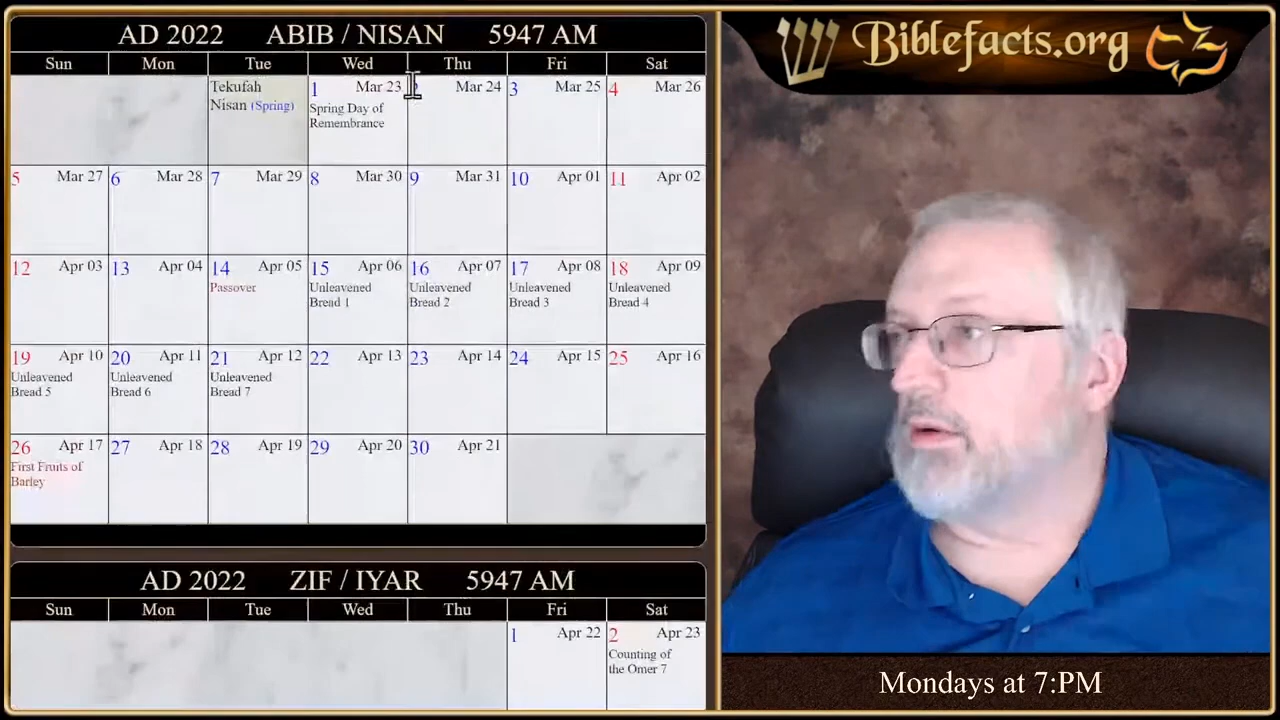 AD 2022 ABIB / NISAN 5947 AM
Sun Mon Tue Wed Thu Fri Sat
Tekufah
Nisan (Spring)
1 Mar 23
Spring Day of
Remembrance
Mar 24
3 Mar 25
4 Mar 26
5 Mar 27
6 Mar 28
7 Mar 29
8 Mar 30
9 Mar 31
10 Apr 01
11 Apr 02
12 Apr 03
13 Apr 04
14 Apr 05
Passover
15 Apr 06
Unleavened
Bread 1
16 Apr 07
Unleavened
Bread 2
17 Apr 08
Unleavened
Bread 3
18 Apr 09
Unleavened
Bread 4
19 Apr 10
Unleavened
Bread 5
20 Apr 11
Unleavened
Bread 6
21 Apr 12
Unleavened
Bread 7
22 Apr 13
23 Apr 14
24 Apr 15
25 Apr 16
26 Apr 17
First Fruits of
Barley
27 Apr 18
28 Apr 19
29 Apr 20
30 Apr 21
AD 2022 ZIF / IYAR 5947 AM
Sun Mon Tue Wed Thu Fri Sat
1 Apr 22
2 Apr 23
Counting of
the Omer 7
ש Biblefacts.org
Mondays at 7:PM